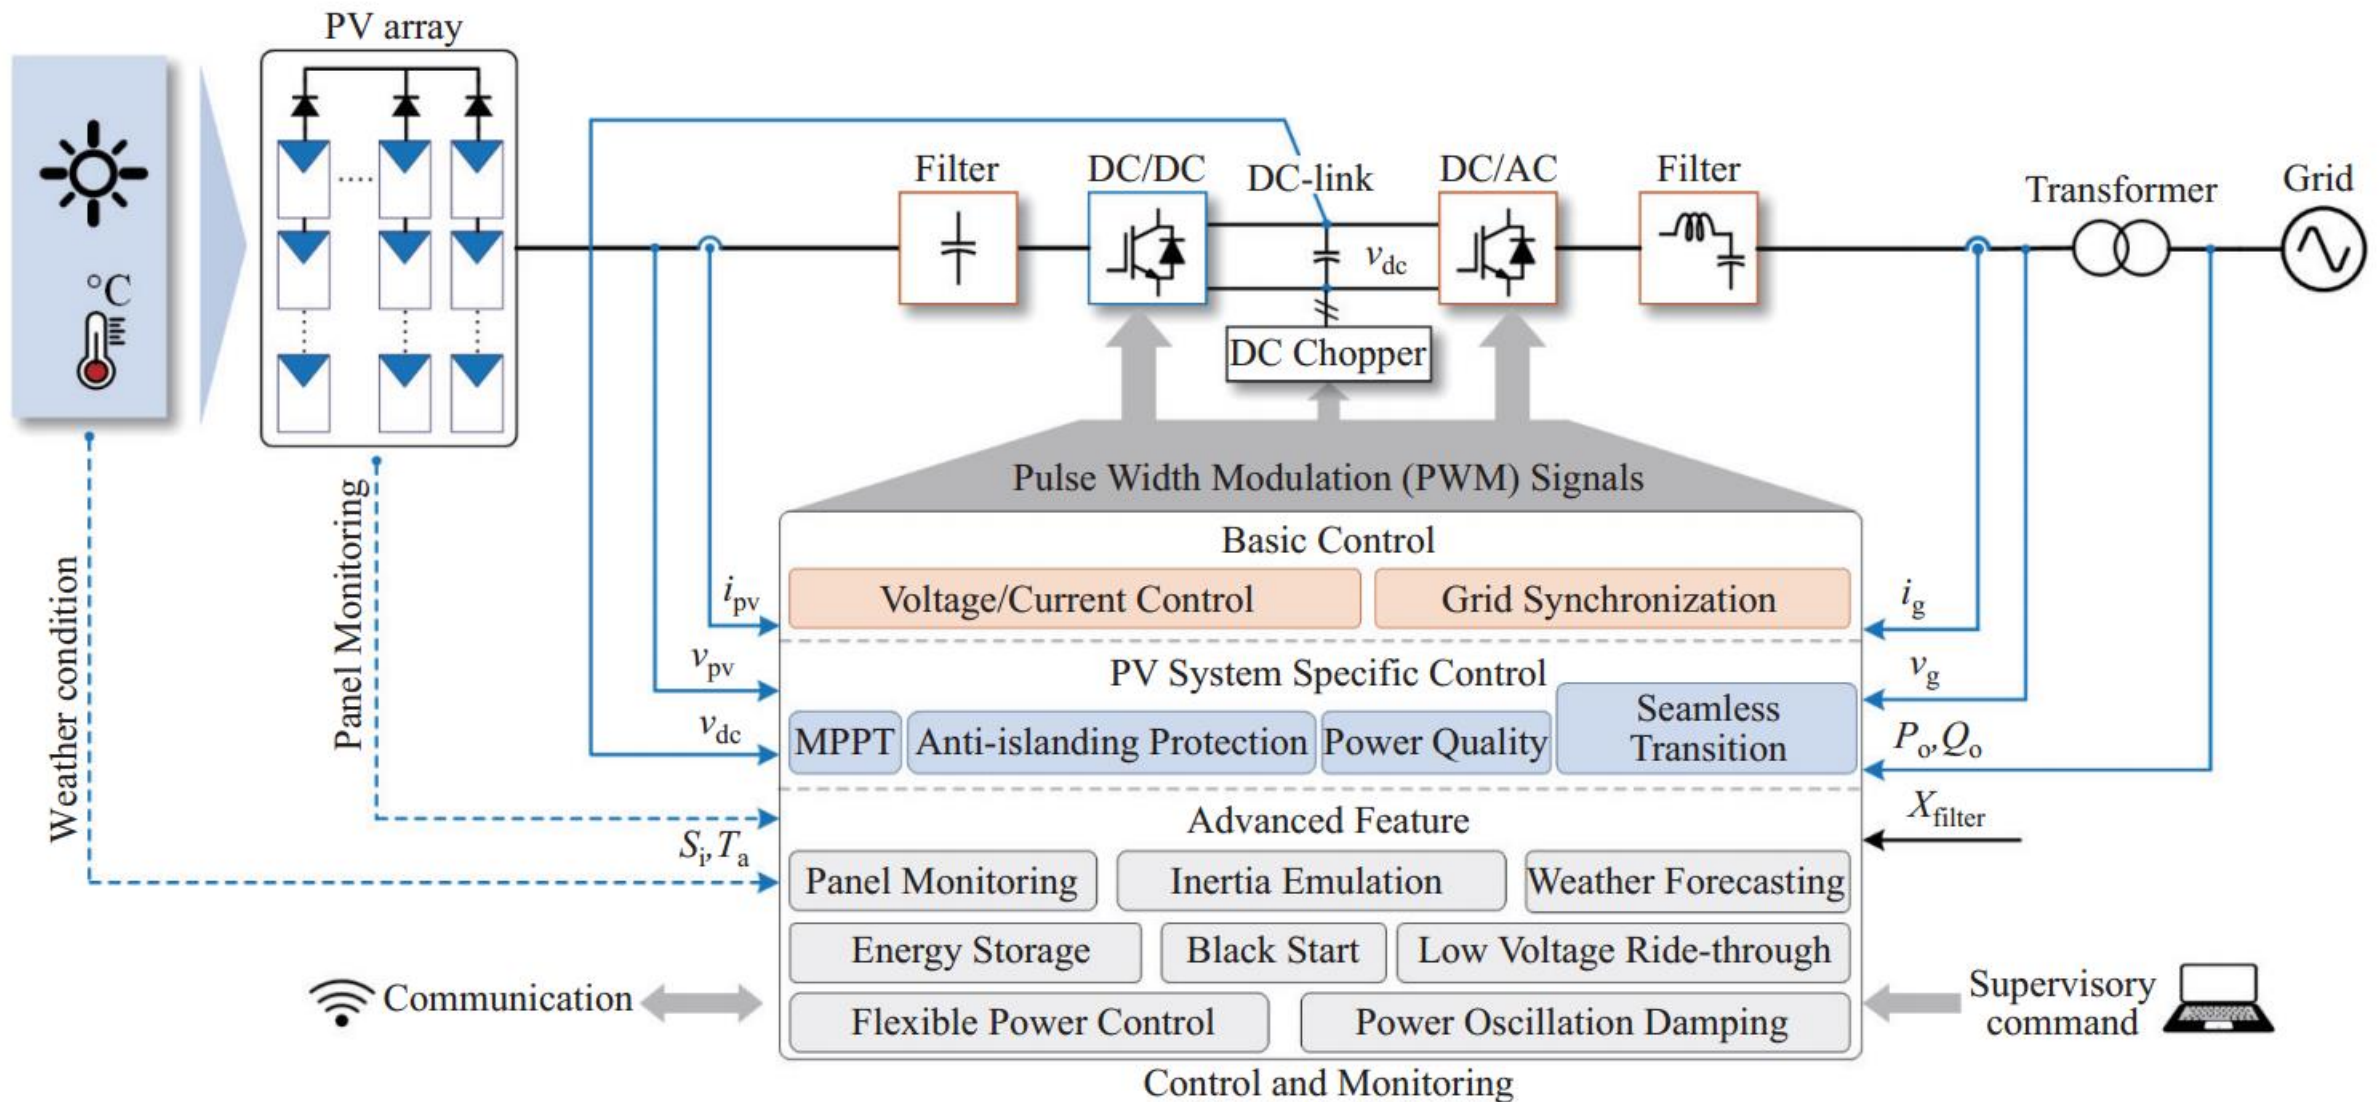 PV array
°C
Filter
DC/DC
DC-link
DC/AC
Filter
Transformer
Grid
vdc
DC Chopper
Pulse Width Modulation (PWM) Signals
Weather condition
Panel Monitoring
ipv
vpv
vdc
Si,Ta
Basic Control
Voltage/Current Control
Grid Synchronization
PV System Specific Control
MPPT
Anti-islanding Protection
Power Quality
Seamless
Transition
Advanced Feature
Panel Monitoring
Inertia Emulation
Weather Forecasting
Energy Storage
Black Start
Low Voltage Ride-through
Flexible Power Control
Power Oscillation Damping
ig
vg
Po,Qo
Xfilter
Communication
Supervisory
command
Control and Monitoring